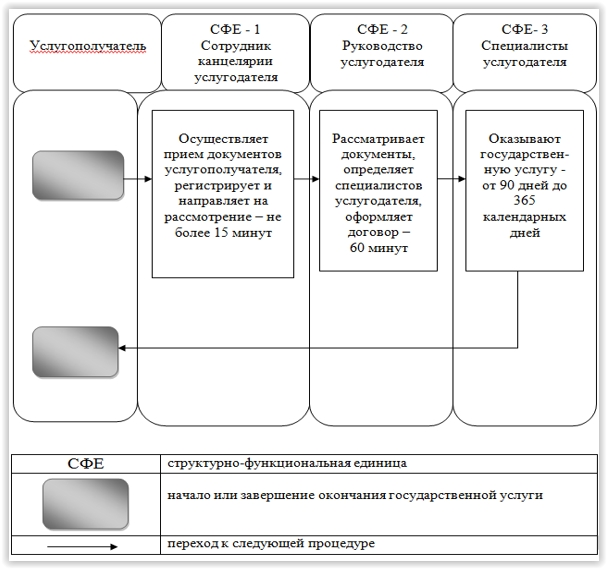 Услугополучатель
СФЕ - 1
Сотрудник
канцелярии
услугодателя
СФЕ - 2
Руководство
услугодателя
СФЕ- 3
Специалисты
услугодателя
Осуществляет
прием документов
услугополучателя,
регистрирует и
направляет на
рассмотрение – не
более 15 минут
Рассматривает
документы,
определяет
специалистов
услугодателя,
оформляет
договор –
60 минут
Оказывают
государствен-
ную услугу -
от 90 дней до
365
календарных
дней
СФЕ
структурно-функциональная единица
начало или завершение окончания государственной услуги
переход к следующей процедуре